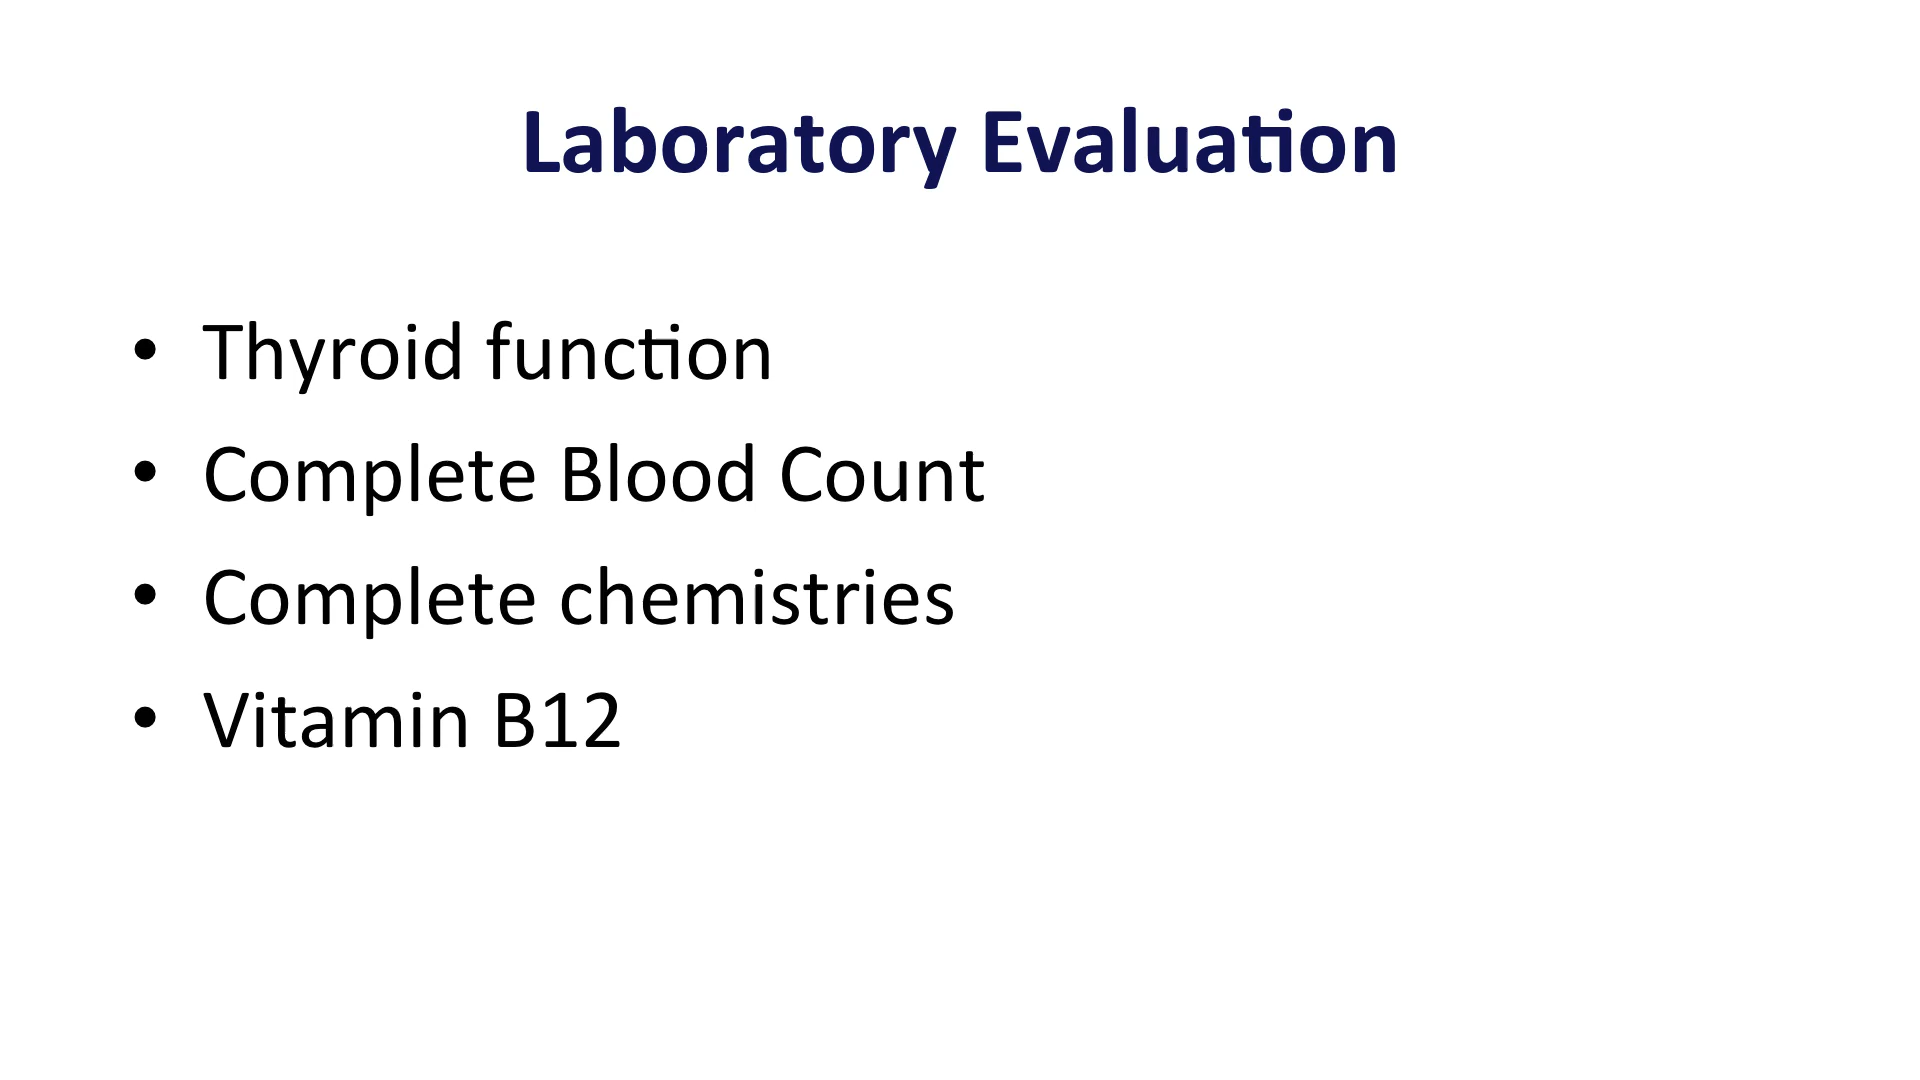 Laboratory Evaluation
• Thyroid function
• Complete Blood Count
• Complete chemistries
• Vitamin B12